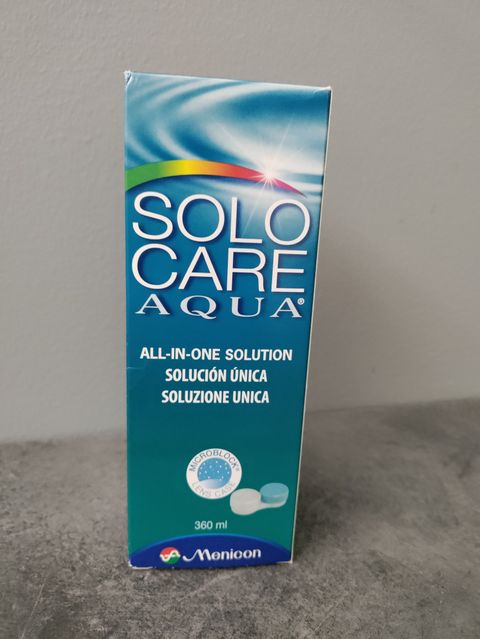 SOLO
CARE
AQUA®
ALL-IN-ONE SOLUTION
SOLUCIÓN ÚNICA
SOLUZIONE UNICA
MICROBLOCK®
LENS CASE
360 ml
Menicon